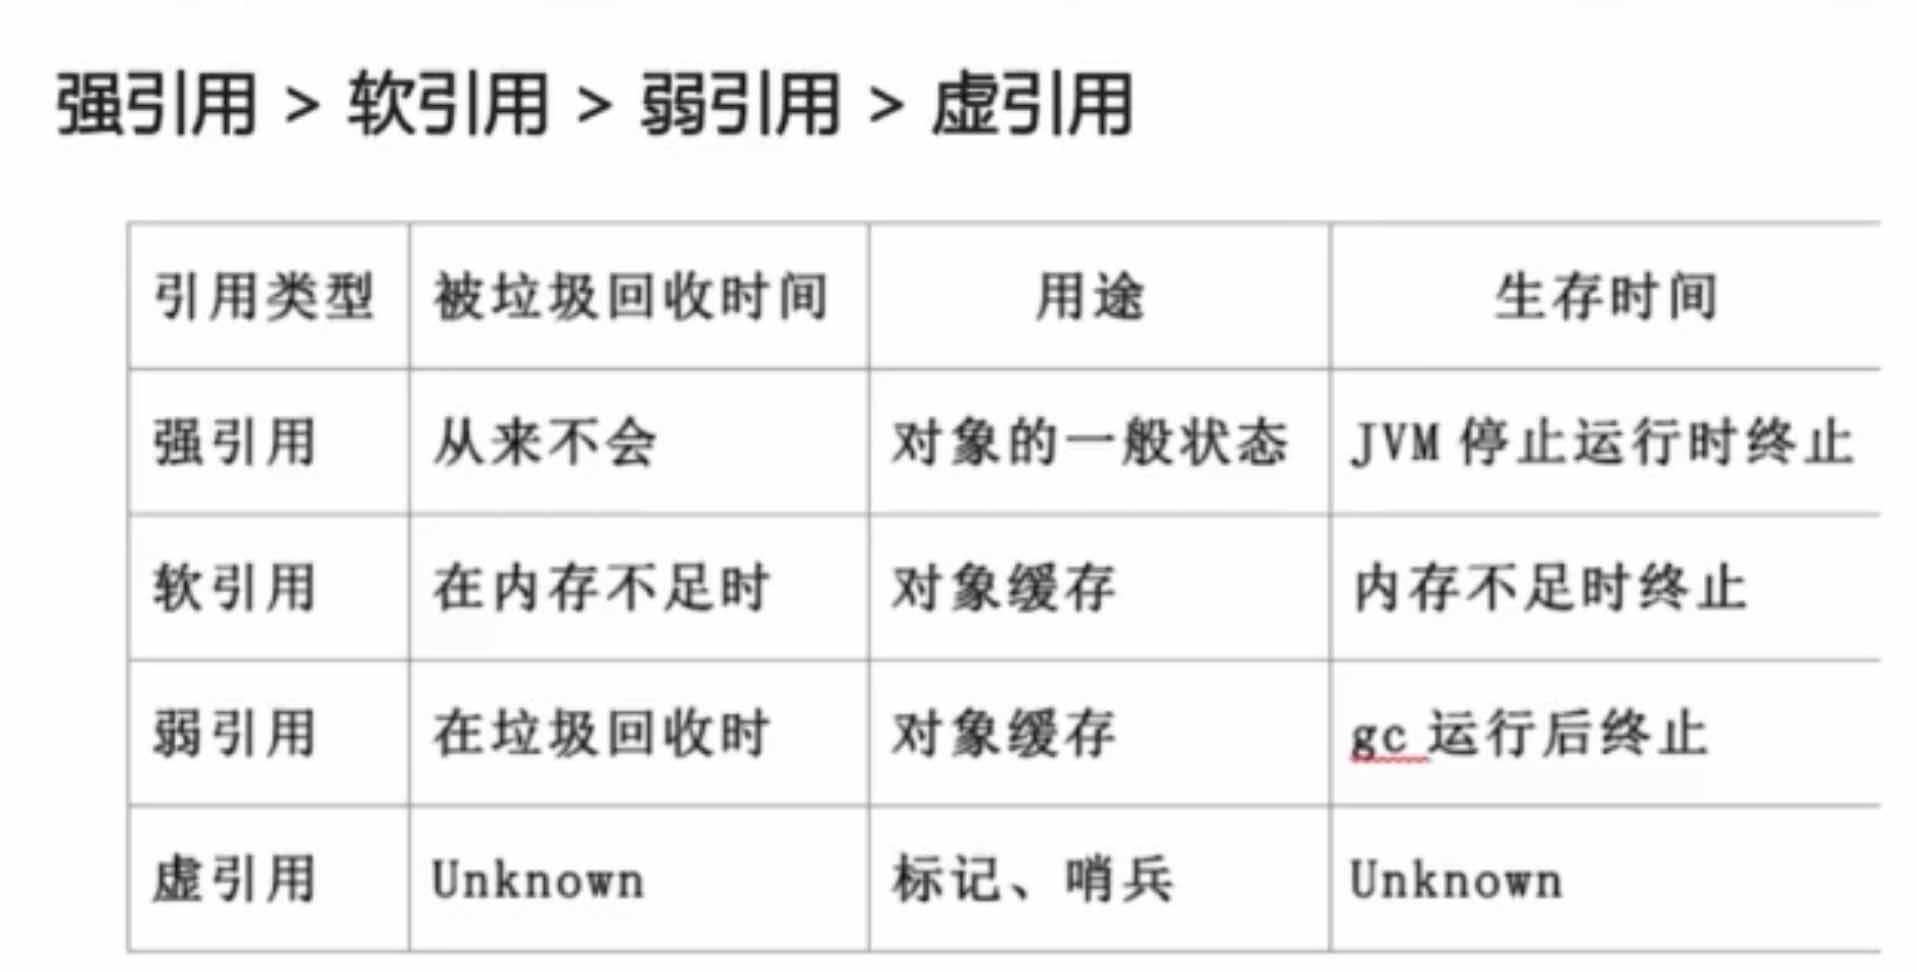 强引用 > 软引用 > 弱引用 > 虚引用
引用类型 被垃圾回收时间 用途 生存时间
强引用 从来不会 对象的一般状态 JVM 停止运行时终止
软引用 在内存不足时 对象缓存 内存不足时终止
弱引用 在垃圾回收时 对象缓存 gc 运行后终止
虚引用 Unknown 标记、哨兵 Unknown